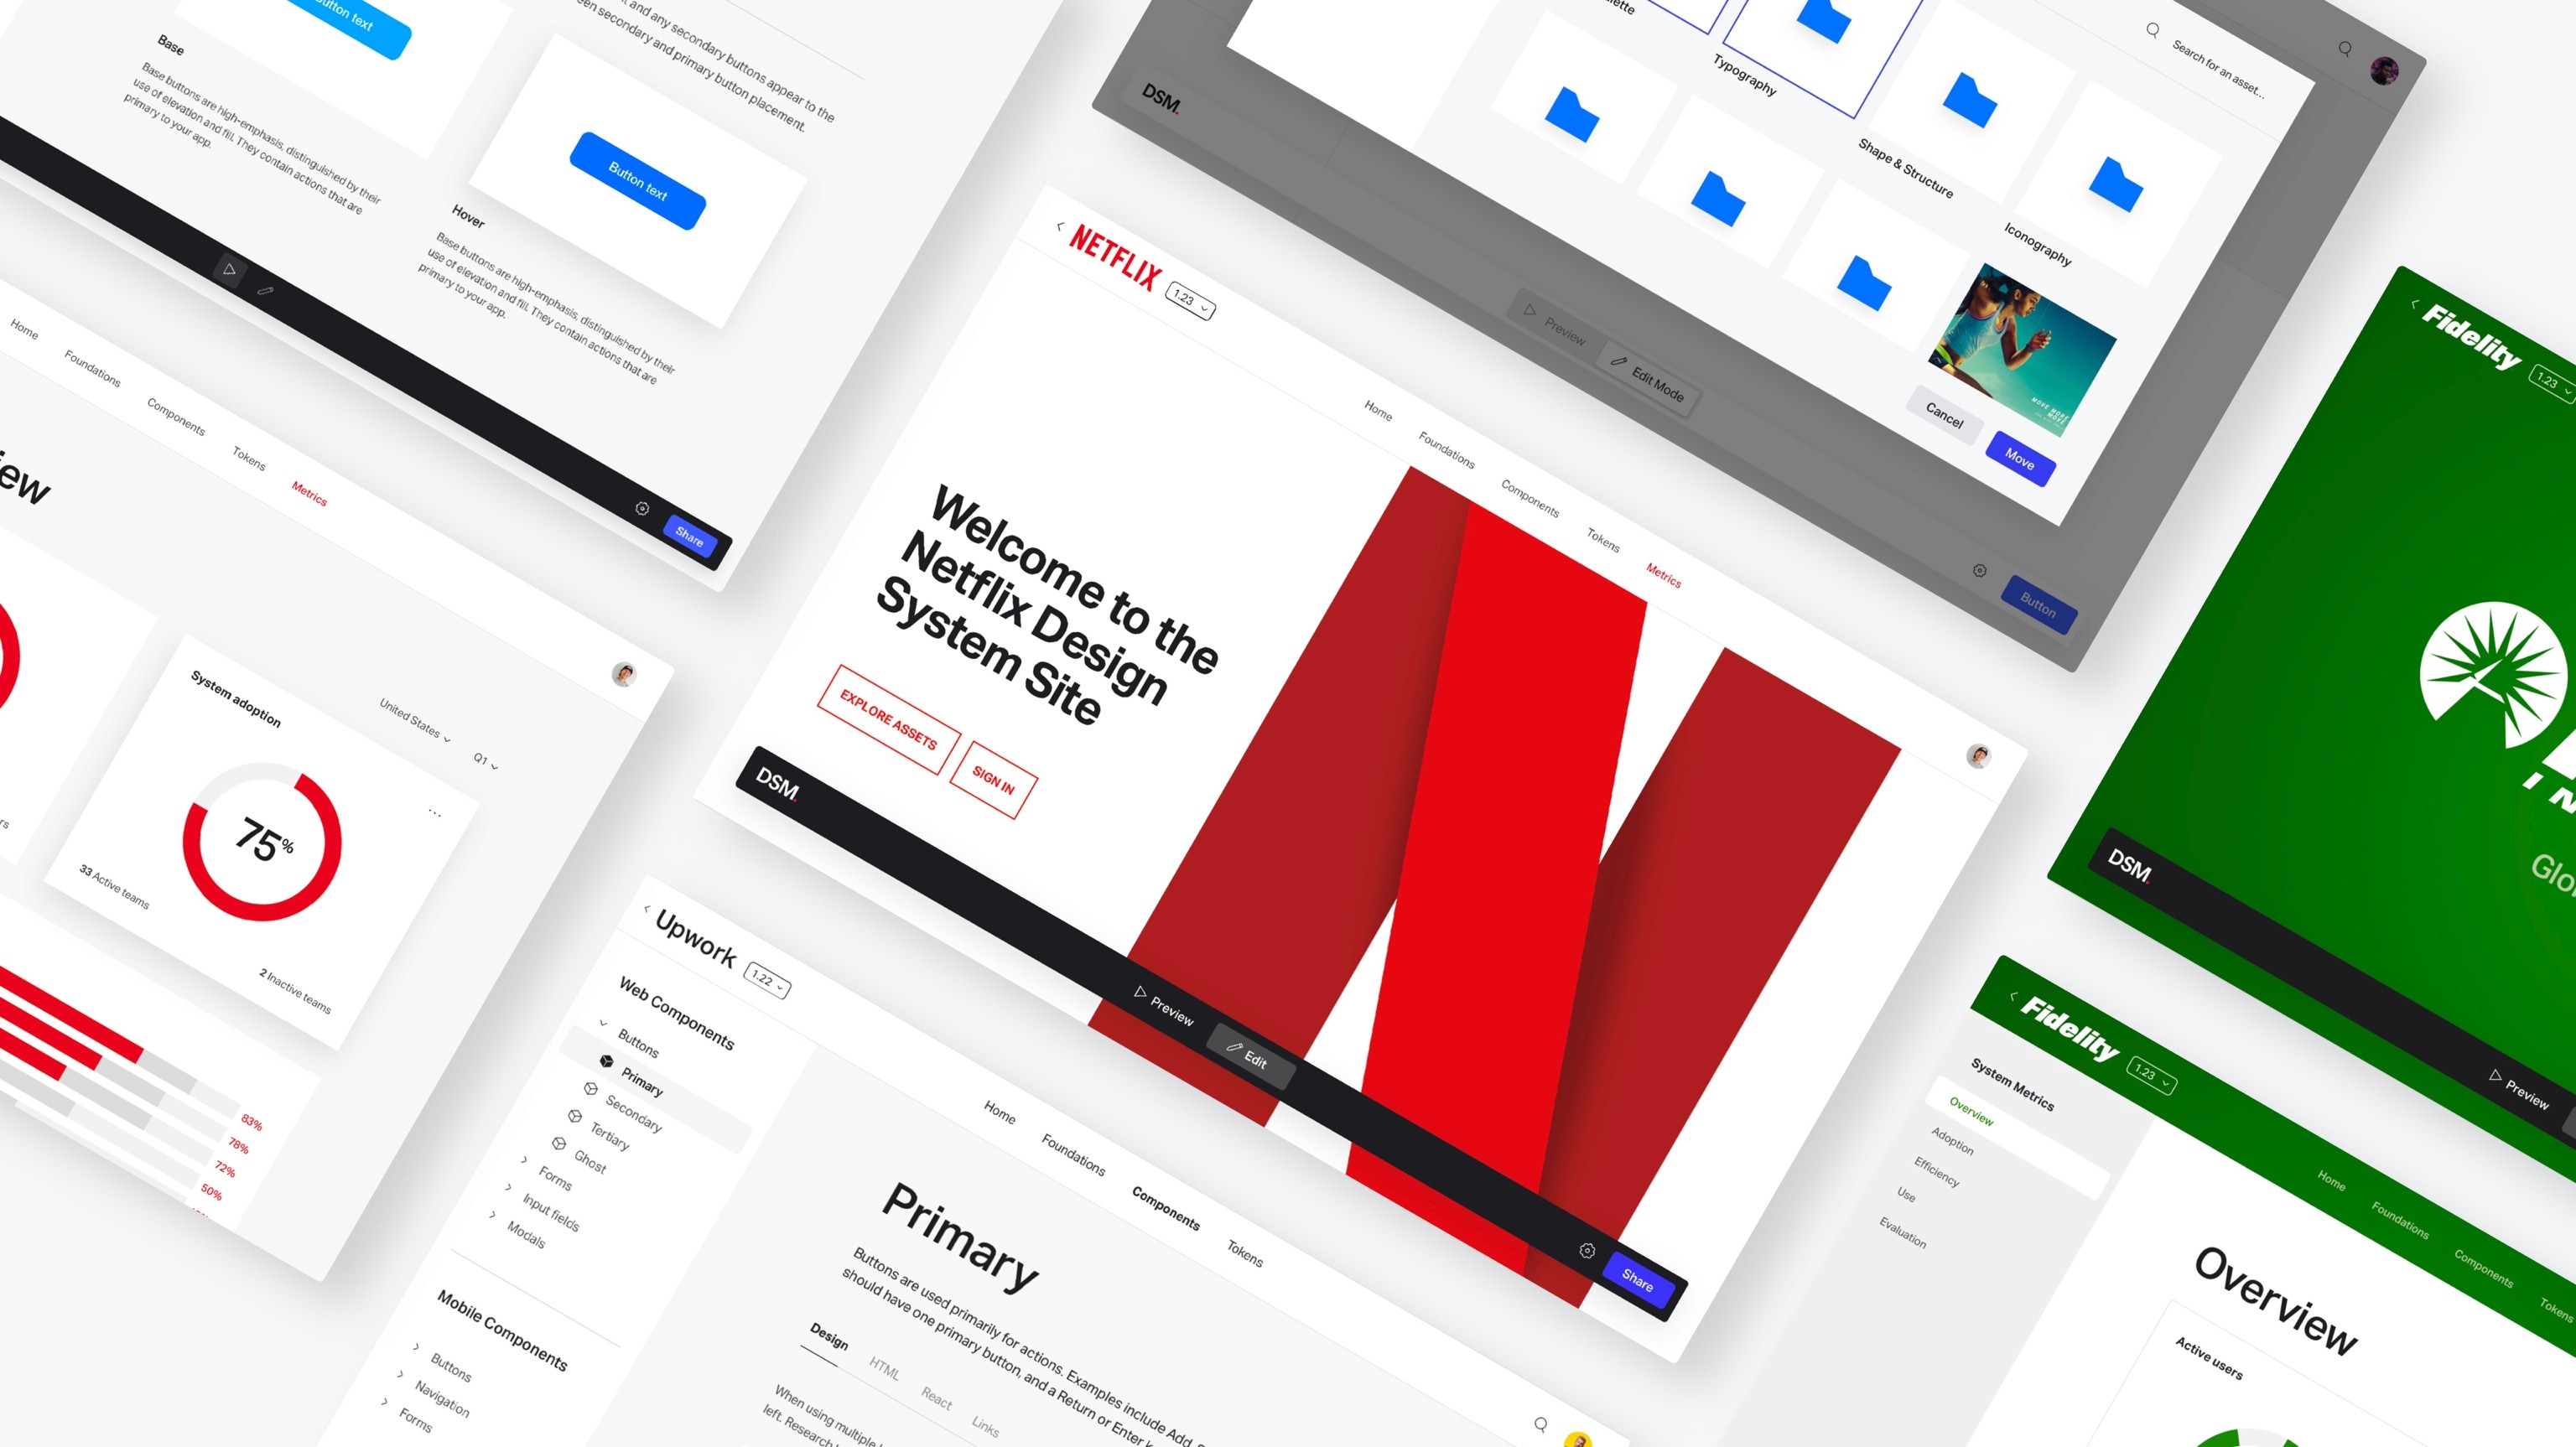 Button text
Base
Base buttons are high-emphasis, distinguished by their
use of elevation and fill. They contain actions that are
primary to your app.
and any secondary buttons appear to the
secondary and primary button placement.
Button text
Hover
Base buttons are high-emphasis, distinguished by their
use of elevation and fill. They contain actions that are
primary to your app.
Share
DSM.
Typography
Shape & Structure
Iconography
Search for an asset...
MOVE MORE
MOVE
Cancel
Move
Preview
Edit Mode
Button
Home
Foundations
Components
Tokens
Metrics
System adoption
United States
Q1
...
75%
33 Active teams
2 Inactive teams
83%
78%
72%
50%
NETFLIX
1.23
Home
Foundations
Components
Tokens
Metrics
Welcome to the
Netflix Design
System Site
EXPLORE ASSETS
SIGN IN
DSM.
Preview
Edit
Share
Upwork
1.22
Web Components
Buttons
Primary
Secondary
Tertiary
Ghost
Forms
Input fields
Modals
Mobile Components
Buttons
Navigation
Forms
Home
Foundations
Components
Tokens
Primary
Buttons are used primarily for actions. Examples include Add,
should have one primary button, and a Return or Enter
Design
HTML
React
Links
When using multiple
left. Research
Fidelity
1.23
DSM.
Preview
Fidelity
1.23
System Metrics
Overview
Adoption
Efficiency
Use
Evaluation
Home
Foundations
Components
Tokens
Overview
Active users